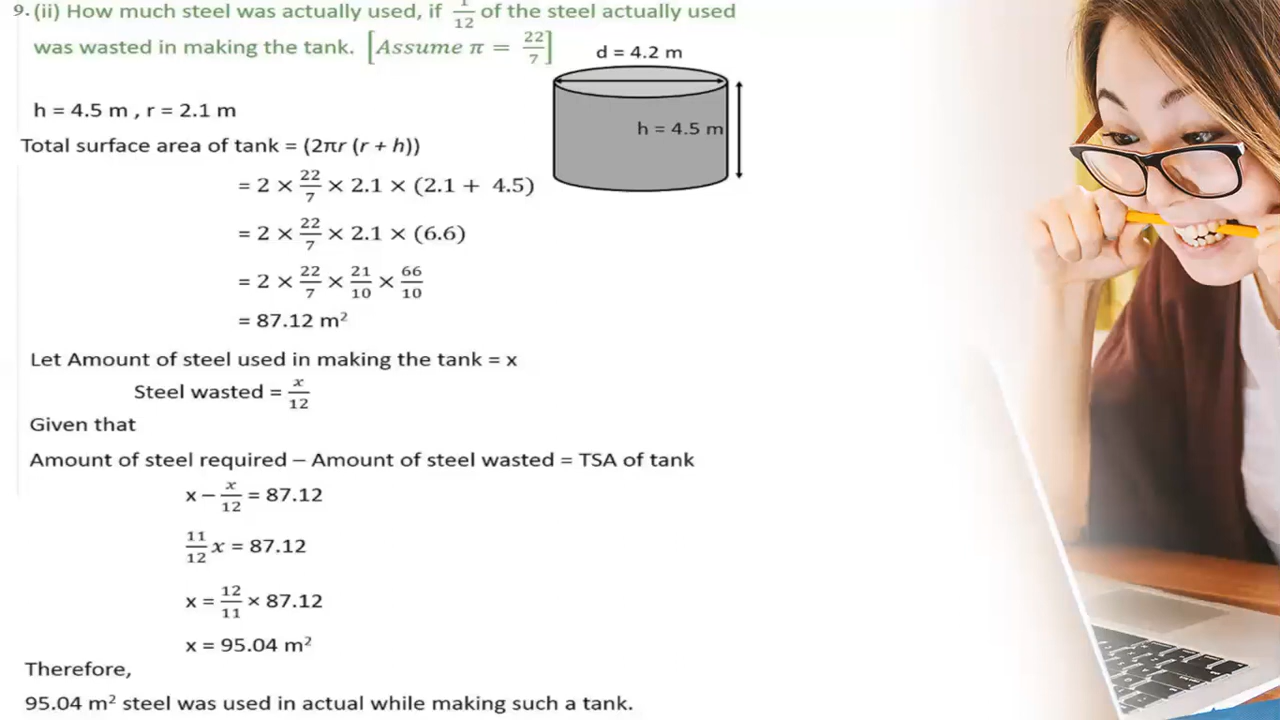 9. (ii) How much steel was actually used, if 1/12 of the steel actually used
was wasted in making the tank. [Assume π = 22/7]
d = 4.2 m
h = 4.5 m
h = 4.5 m , r = 2.1 m
Total surface area of tank = (2πr (r + h))
= 2 × 22/7 × 2.1 × (2.1 + 4.5)
= 2 × 22/7 × 2.1 × (6.6)
= 2 × 22/7 × 21/10 × 66/10
= 87.12 m²
Let Amount of steel used in making the tank = x
Steel wasted = x/12
Given that
Amount of steel required – Amount of steel wasted = TSA of tank
x – x/12 = 87.12
11/12 x = 87.12
x = 12/11 × 87.12
x = 95.04 m²
Therefore,
95.04 m² steel was used in actual while making such a tank.